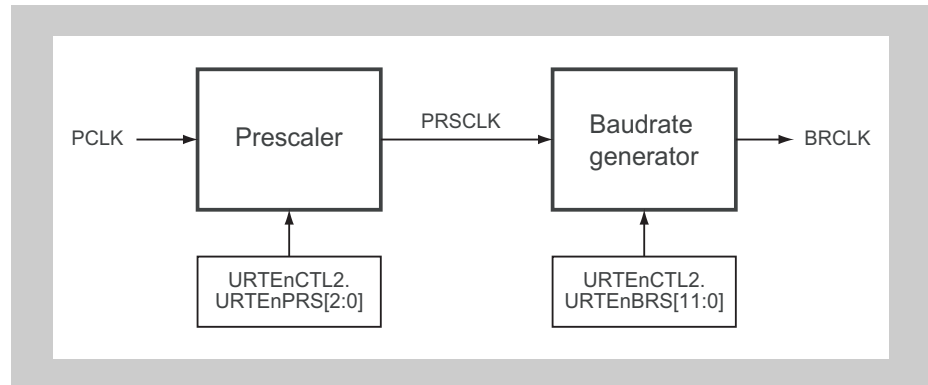 PCLK
Prescaler
PRSCLK
Baudrate
generator
BRCLK
URTEnCTL2.
URTEnPRS[2:0]
URTEnCTL2.
URTEnBRS[11:0]